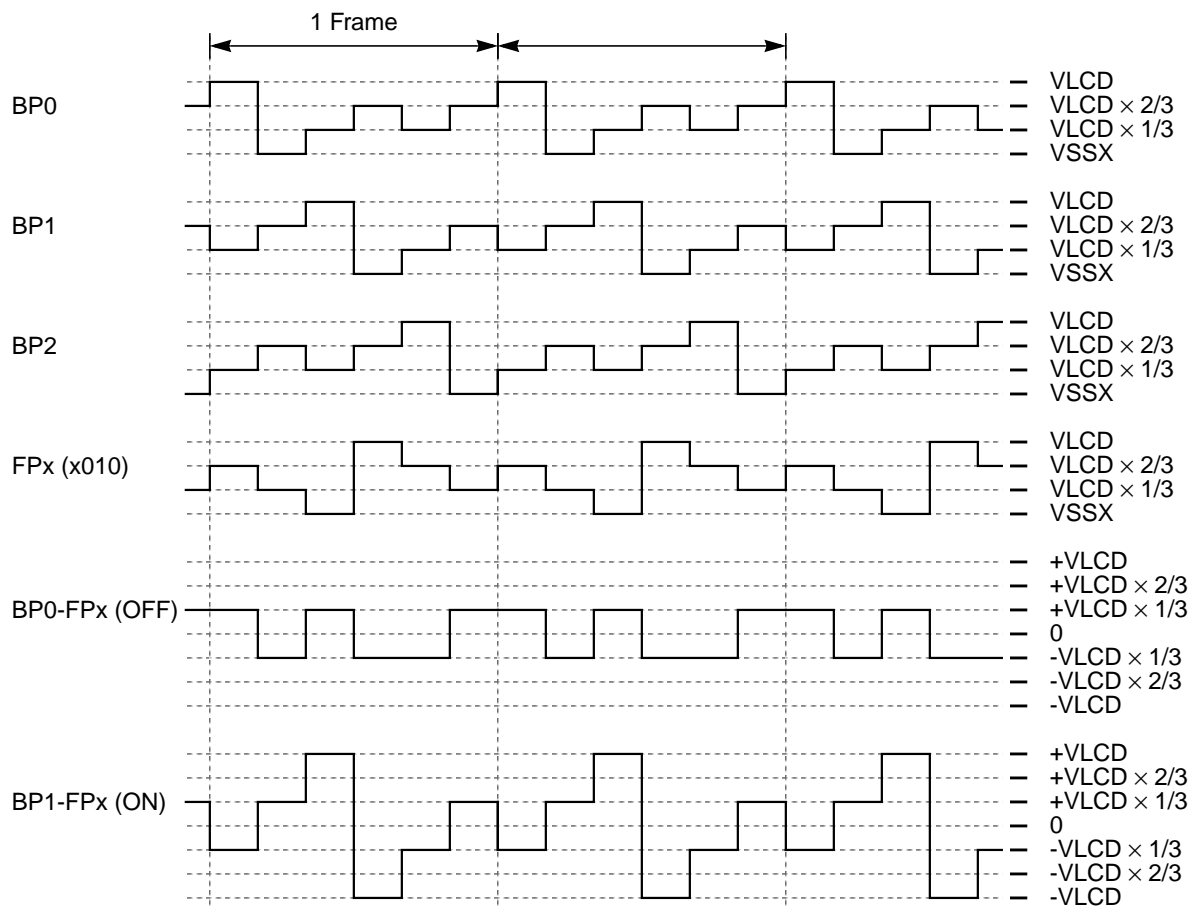 1 Frame
BP0
VLCD
VLCD × 2/3
VLCD × 1/3
VSSX
BP1
VLCD
VLCD × 2/3
VLCD × 1/3
VSSX
BP2
VLCD
VLCD × 2/3
VLCD × 1/3
VSSX
FPx (x010)
VLCD
VLCD × 2/3
VLCD × 1/3
VSSX
BP0-FPx (OFF)
+VLCD
+VLCD × 2/3
+VLCD × 1/3
0
-VLCD × 1/3
-VLCD × 2/3
-VLCD
BP1-FPx (ON)
+VLCD
+VLCD × 2/3
+VLCD × 1/3
0
-VLCD × 1/3
-VLCD × 2/3
-VLCD